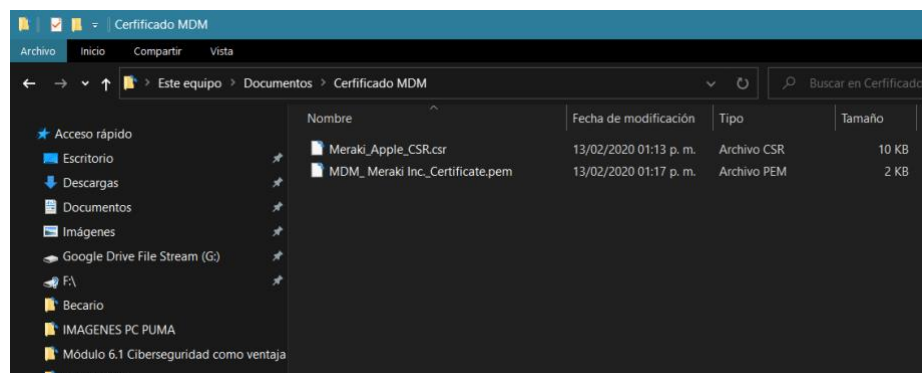 Cerfificado MDM
Archivo Inicio Compartir Vista
Este equipo > Documentos > Cerfificado MDM
Buscar en Cerfificado
Nombre Fecha de modificación Tipo Tamaño
Acceso rápido
Meraki_Apple_CSR.csr 13/02/2020 01:13 p. m. Archivo CSR 10 KB
Escritorio
MDM_ Meraki Inc._Certificate.pem 13/02/2020 01:17 p. m. Archivo PEM 2 KB
Descargas
Documentos
Imágenes
Google Drive File Stream (G:)
F:\
Becario
IMAGENES PC PUMA
Módulo 6.1 Ciberseguridad como ventaja